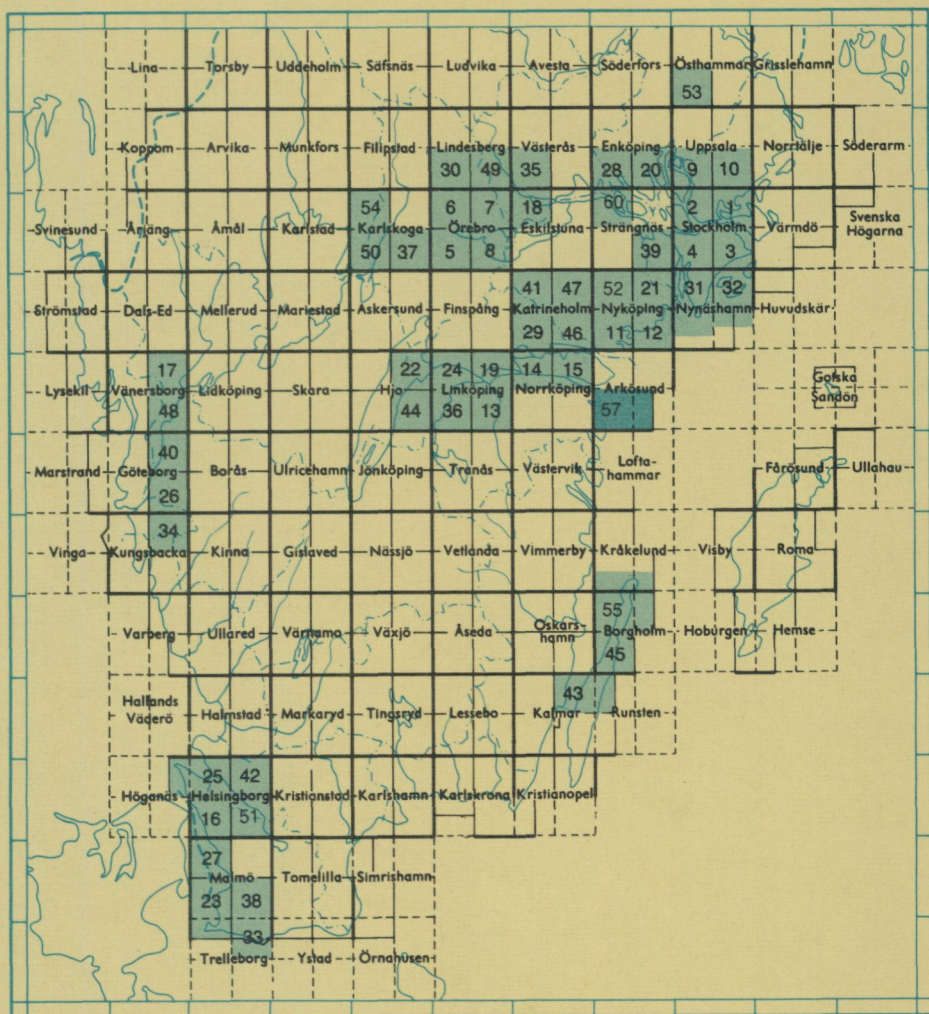 Lina Torsby Uddeholm Säfsnäs Ludvika Avesta Söderfors Östhammar Grisslehamn
53
Koppom Arvika Munkfors Filipstad Lindesberg Västerås Enköping Uppsala Norrtälje Söderarm
30 49 35 28 20 9 10
54 6 7 18 60 2 1
Svinesund Årjäng Åmål Karlstad Karlskoga Örebro Eskilstuna Strängnäs Stockholm Värmdö Svenska Högarna
50 37 5 8 39 4 3
41 47 52 21 31 32
Strömstad Dals-Ed Mellerud Mariestad Askersund Finspång Katrineholm Nyköping Nynäshamn Huvudskär
29 46 11 12
17 22 24 19 14 15
Lysekil Vänersborg Lidköping Skara Hjo Linköping Norrköping Arkösund Gotska Sandön
48 44 36 13 57
40
Marstrand Göteborg Borås Ulricehamn Jönköping Tranås Västervik Lofta-hammar Fårösund Ullahau
26
34
Vinga Kungsbacka Kinna Gislaved Nässjö Vetlanda Vimmerby Kråkelund Visby Roma
55
Varberg Ullared Värnamo Växjö Åseda Oskars-hamn Borgholm Hoburgen Hemse
45
43
Hallands Väderö Halmstad Markaryd Tingsryd Lessebo Kalmar Runsten
25 42
Höganäs Helsingborg Kristianstad Karlshamn Karlskrona Kristianopel
16 51
27
Malmö Tomelilla Simrishamn
23 38
33
Trelleborg Ystad Örnahusen